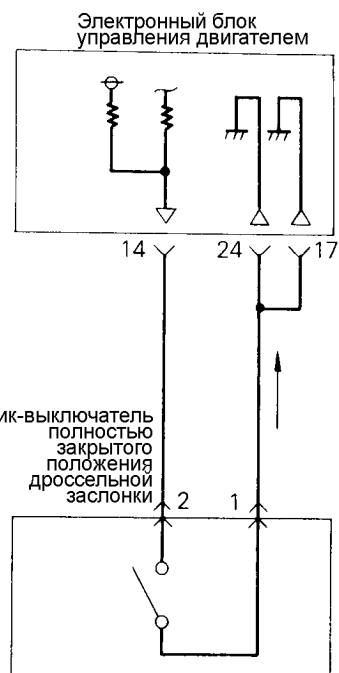 Электронный блок
управления двигателем
14 24 17
ик-выключатель
полностью
закрытого
положения
дроссельной
заслонки
2 1